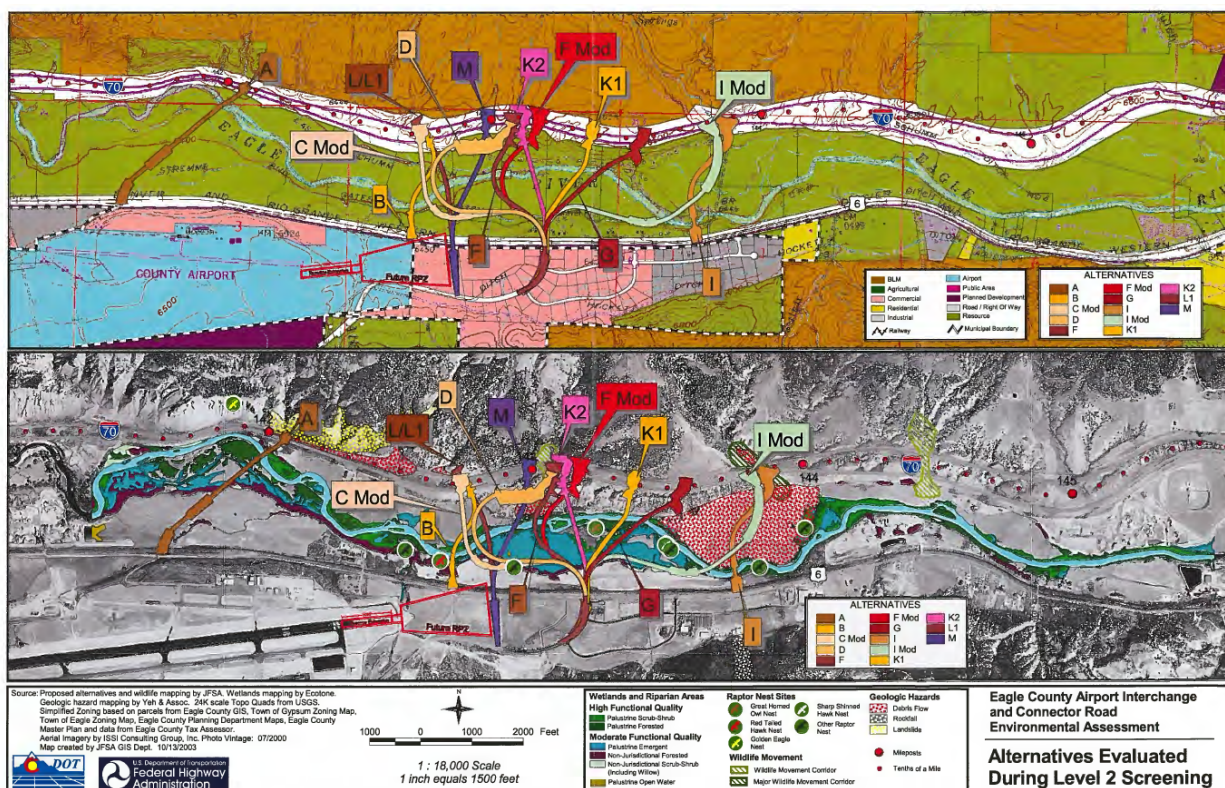 D
M
K2
F Mod
A
L/L1
K1
I Mod
70
70
C Mod
EAGLE
EAGLE
B
6
COUNTY AIRPORT
Future RPZ
F
G
I
BLM
Agricultural
Commercial
Residential
Industrial
Railway
Airport
Public Area
Planned Development
Road / Right Of Way
Resource
Municipal Boundary
ALTERNATIVES
A
B
C Mod
D
F
F Mod
G
I
I Mod
K1
K2
L1
M
D
M
K2
F Mod
A
L/L1
K1
I Mod
70
70
C Mod
144
145
B
6
Future RPZ
F
G
I
ALTERNATIVES
A
B
C Mod
D
F
F Mod
G
I
I Mod
K1
K2
L1
M
Source: Proposed alternatives and wildlife mapping by JFSA. Wetlands mapping by Ecotone.
Geologic hazard mapping by Yeh & Assoc. 24K scale Topo Quads from USGS.
Simplified Zoning based on parcels from Eagle County GIS, Town of Gypsum Zoning Map,
Town of Eagle Zoning Map, Eagle County Planning Department Maps, Eagle County
Master Plan and data from Eagle County Tax Assessor.
Aerial Imagery by ISSI Consulting Group, Inc. Photo Vintage: 07/2000
Map created by JFSA GIS Dept. 10/13/2003
DOT
U.S. Department of Transportation
Federal Highway
Administration
N
1000 0 1000 2000 Feet
1 : 18,000 Scale
1 inch equals 1500 feet
Wetlands and Riparian Areas
High Functional Quality
Palustrine Scrub-Shrub
Palustrine Forested
Moderate Functional Quality
Palustrine Emergent
Non-Jurisdictional Forested
Non-Jurisdictional Scrub-Shrub
(Including Willow)
Palustrine Open Water
Raptor Nest Sites
Great Horned
Owl Nest
Red Tailed
Hawk Nest
Golden Eagle
Nest
Sharp Shinned
Hawk Nest
Other Raptor
Nest
Wildlife Movement
Wildlife Movement Corridor
Major Wildlife Movement Corridor
Geologic Hazards
Debris Flow
Rockfall
Landslide
Mileposts
Tenths of a Mile
Eagle County Airport Interchange
and Connector Road
Environmental Assessment
Alternatives Evaluated
During Level 2 Screening